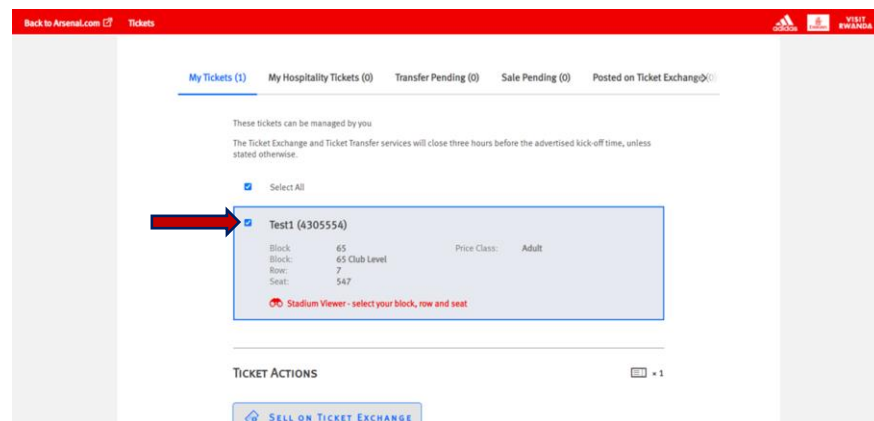 Back to Arsenal.com Tickets adidas Emirates VISIT RWANDA
My Tickets (1) My Hospitality Tickets (0) Transfer Pending (0) Sale Pending (0) Posted on Ticket Exchange (0)
These tickets can be managed by you
The Ticket Exchange and Ticket Transfer services will close three hours before the advertised kick-off time, unless
stated otherwise.
Select All
Test1 (4305554)
Block 65 Price Class: Adult
Block: 65 Club Level
Row: 7
Seat: 547
Stadium Viewer - select your block, row and seat
TICKET ACTIONS × 1
SELL ON TICKET EXCHANGE